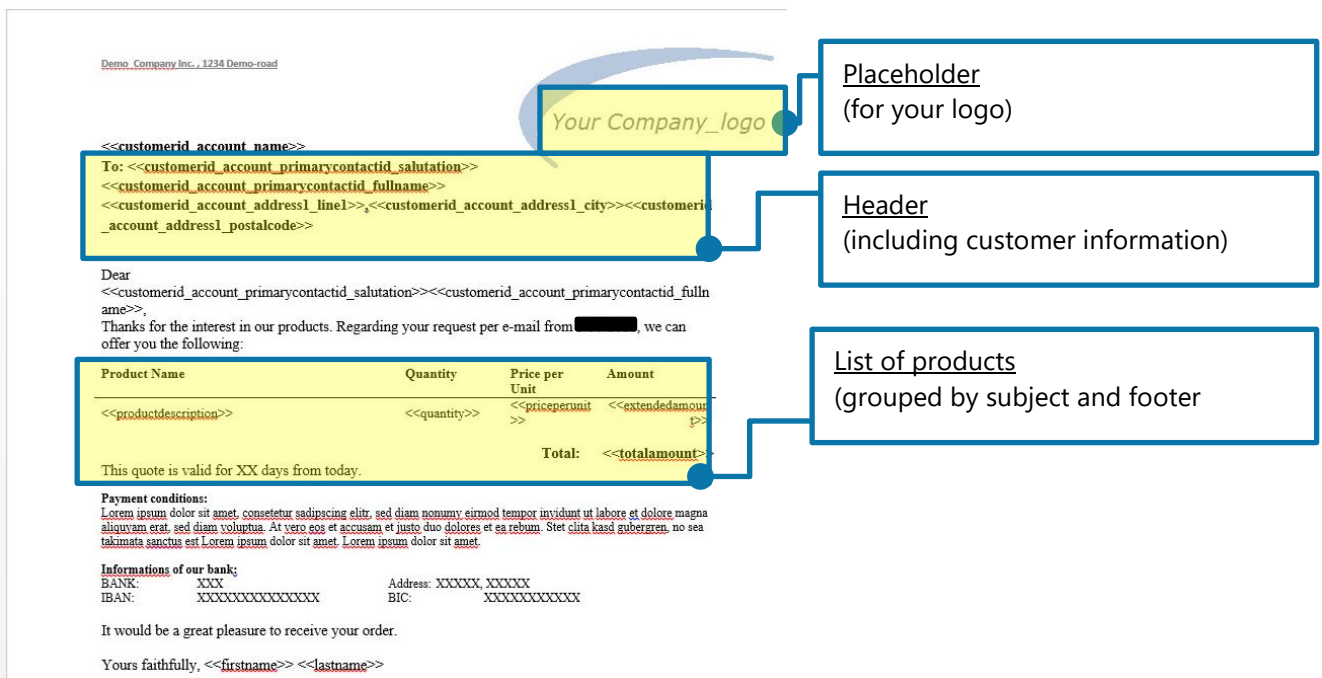 Demo Company Inc. , 1234 Demo-road
Your Company_logo
<<customerid_account_name>>
To: <<customerid_account_primarycontactid_salutation>>
<<customerid_account_primarycontactid_fullname>>
<<customerid_account_address1_line1>>,<<customerid_account_address1_city>><<customerid
_account_address1_postalcode>>
Dear
<<customerid_account_primarycontactid_salutation>><<customerid_account_primarycontactid_fulln
ame>>,
Thanks for the interest in our products. Regarding your request per e-mail from , we can
offer you the following:
Product Name Quantity Price per Amount
Unit
<<productdescription>> <<quantity>> <<priceperunit <<extendedamoun
>> t>>
Total: <<totalamount>>
This quote is valid for XX days from today.
Payment conditions:
Lorem ipsum dolor sit amet, consetetur sadipscing elitr, sed diam nonumy eirmod tempor invidunt ut labore et dolore magna
aliquyam erat, sed diam voluptua. At vero eos et accusam et justo duo dolores et ea rebum. Stet clita kasd gubergren, no sea
takimata sanctus est Lorem ipsum dolor sit amet. Lorem ipsum dolor sit amet.
Informations of our bank:
BANK: XXX Address: XXXXX, XXXXX
IBAN: XXXXXXXXXXXXXX BIC: XXXXXXXXXXX
It would be a great pleasure to receive your order.
Yours faithfully, <<firstname>> <<lastname>>
Placeholder
(for your logo)
Header
(including customer information)
List of products
(grouped by subject and footer